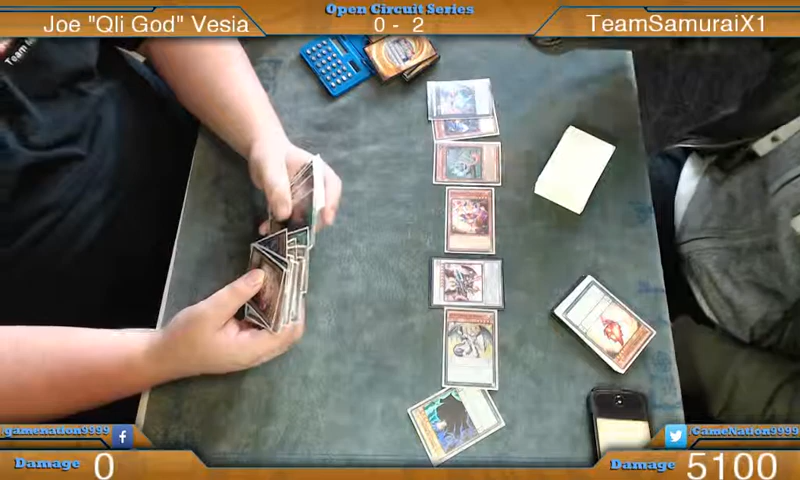 Open Circuit Series
Joe "Qli God" Vesia
0 - 2
TeamSamuraiX1
gamenation9999
GameNation9999
Damage 0
Damage 5100